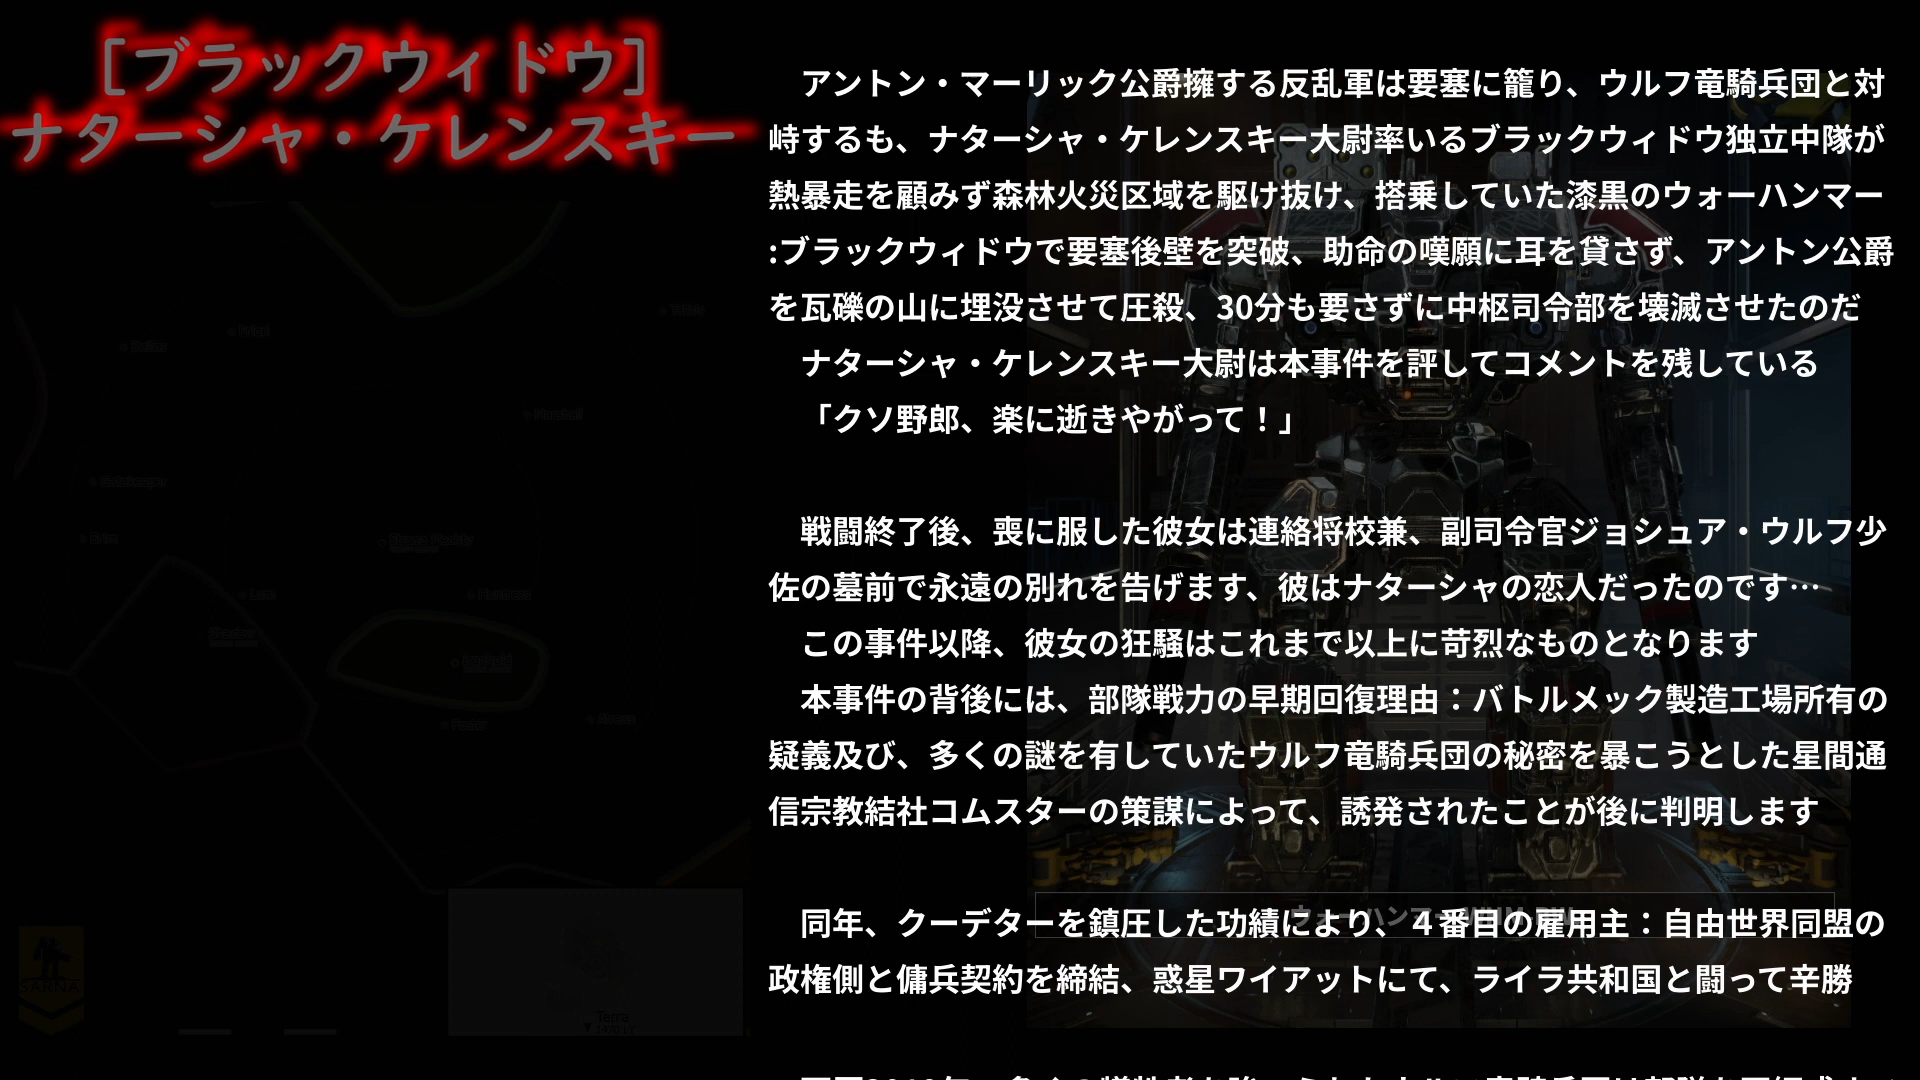 [ブラックウィドウ]
ナターシャ・ケレンスキー
アントン・マーリック公爵擁する反乱軍は要塞に籠り、ウルフ竜騎兵団と対
峙するも、ナターシャ・ケレンスキー大尉率いるブラックウィドウ独立中隊が
熱暴走を顧みず森林火災区域を駆け抜け、搭乗していた漆黒のウォーハンマー
:ブラックウィドウで要塞後壁を突破、助命の嘆願に耳を貸さず、アントン公爵
を瓦礫の山に埋没させて圧殺、30分も要さずに中枢司令部を壊滅させたのだ
ナターシャ・ケレンスキー大尉は本事件を評してコメントを残している
「クソ野郎、楽に逝きやがって！」
戦闘終了後、喪に服した彼女は連絡将校兼、副司令官ジョシュア・ウルフ少
佐の墓前で永遠の別れを告げます、彼はナターシャの恋人だったのです…
この事件以降、彼女の狂騒はこれまで以上に苛烈なものとなります
本事件の背後には、部隊戦力の早期回復理由：バトルメック製造工場所有の
疑義及び、多くの謎を有していたウルフ竜騎兵団の秘密を暴こうとした星間通
信宗教結社コムスターの策謀によって、誘発されたことが後に判明します
同年、クーデターを鎮圧した功績により、４番目の雇用主：自由世界同盟の
政権側と傭兵契約を締結、惑星ワイアットにて、ライラ共和国と闘って辛勝
SARNA
Terra